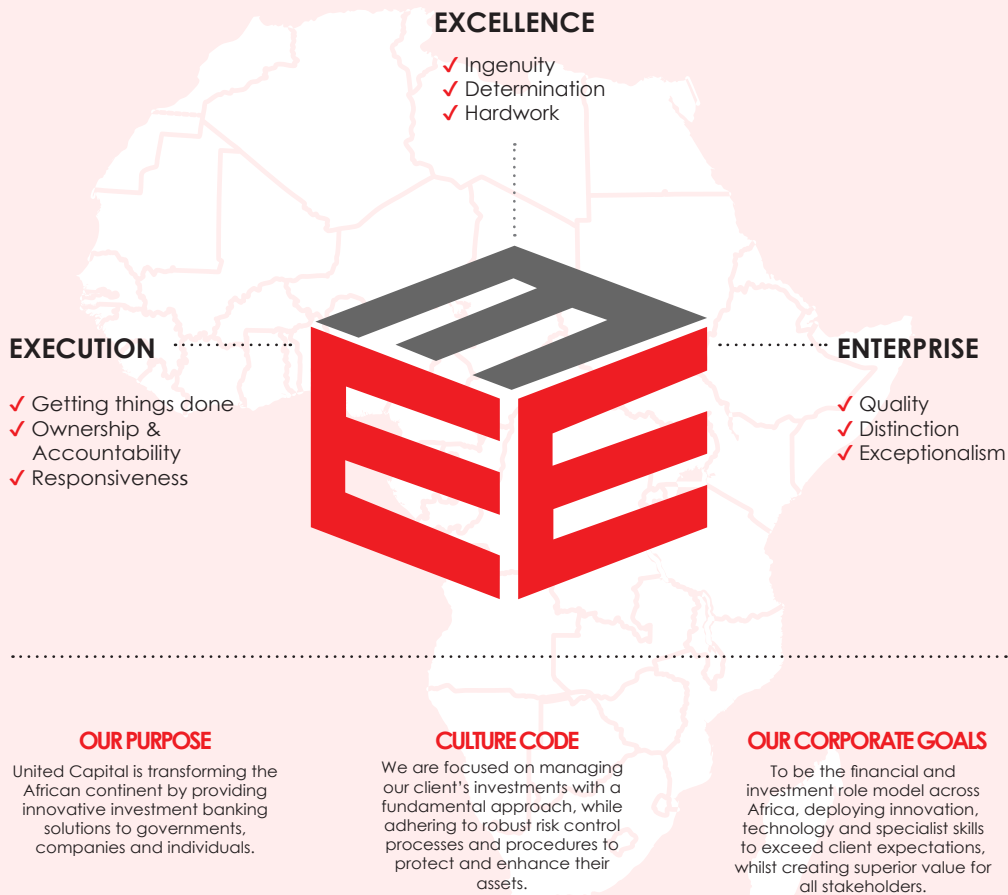 EXCELLENCE
✓ Ingenuity
✓ Determination
✓ Hardwork
EXECUTION
✓ Getting things done
✓ Ownership &
Accountability
✓ Responsiveness
ENTERPRISE
✓ Quality
✓ Distinction
✓ Exceptionalism
E
E
E
OUR PURPOSE
United Capital is transforming the
African continent by providing
innovative investment banking
solutions to governments,
companies and individuals.
CULTURE CODE
We are focused on managing
our client’s investments with a
fundamental approach, while
adhering to robust risk control
processes and procedures to
protect and enhance their
assets.
OUR CORPORATE GOALS
To be the financial and
investment role model across
Africa, deploying innovation,
technology and specialist skills
to exceed client expectations,
whilst creating superior value for
all stakeholders.